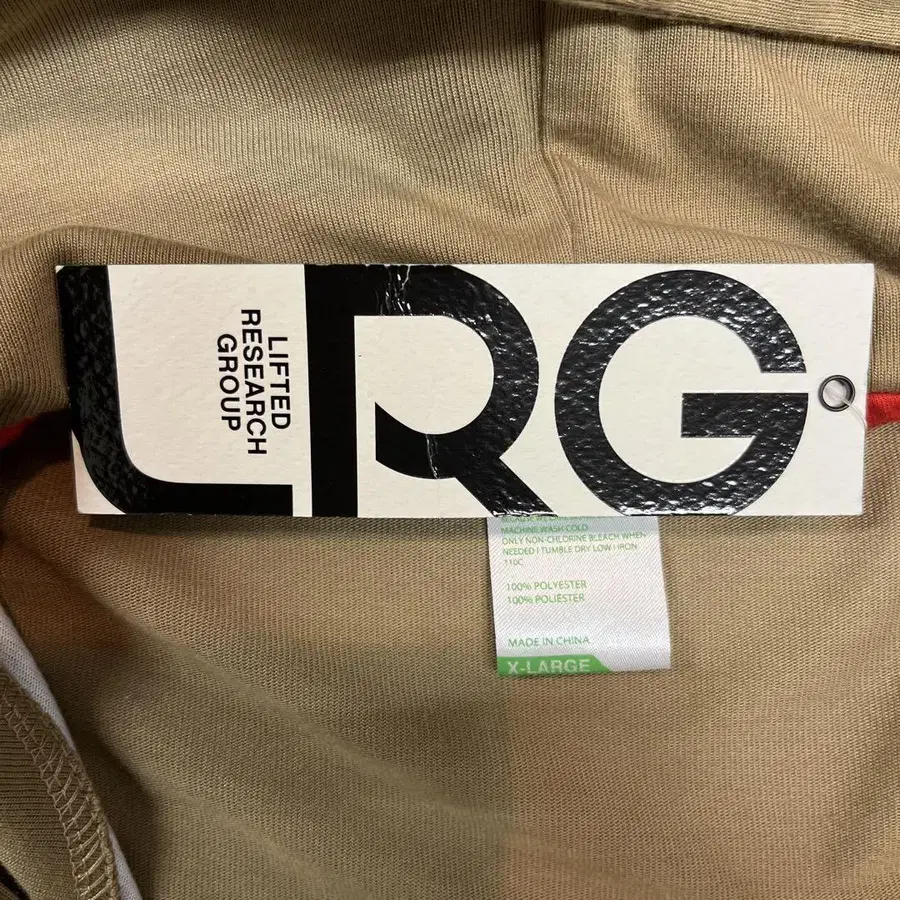 LRG
LIFTED
RESEARCH
GROUP
MACHINE WASH COLD
ONLY NON-CHLORINE BLEACH WHEN
NEEDED I TUMBLE DRY LOW I IRON
110C
100% POLYESTER
100% POLIÉSTER
MADE IN CHINA
X-LARGE